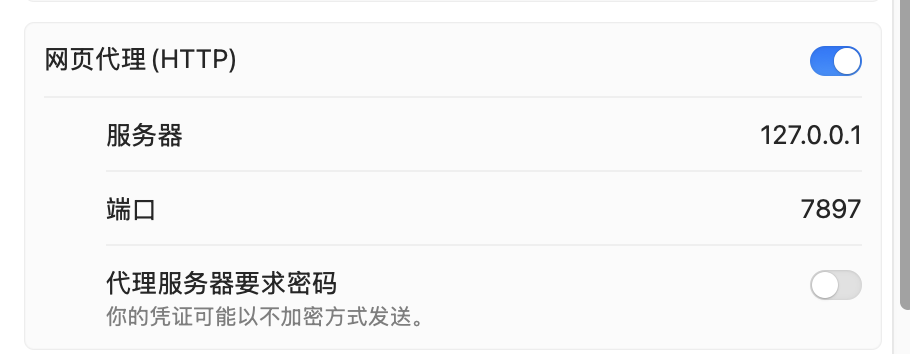 网页代理 (HTTP)
服务器 127.0.0.1
端口 7897
代理服务器要求密码
你的凭证可能以不加密方式发送。